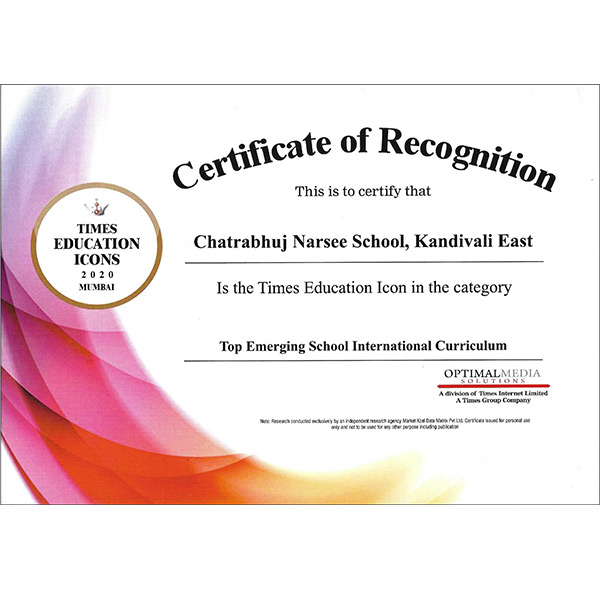 Certificate of Recognition
This is to certify that
TIMES
EDUCATION
ICONS
2020
MUMBAI
Chatrabhuj Narsee School, Kandivali East
Is the Times Education Icon in the category
Top Emerging School International Curriculum
OPTIMALMEDIA
SOLUTIONS
A division of Times Internet Limited
A Times Group Company
Note: Research conducted exclusively by an independent research agency Market Xcel Data Matrix Pvt Ltd. Certificate issued for personal use
only and not to be used for any other purpose including publication